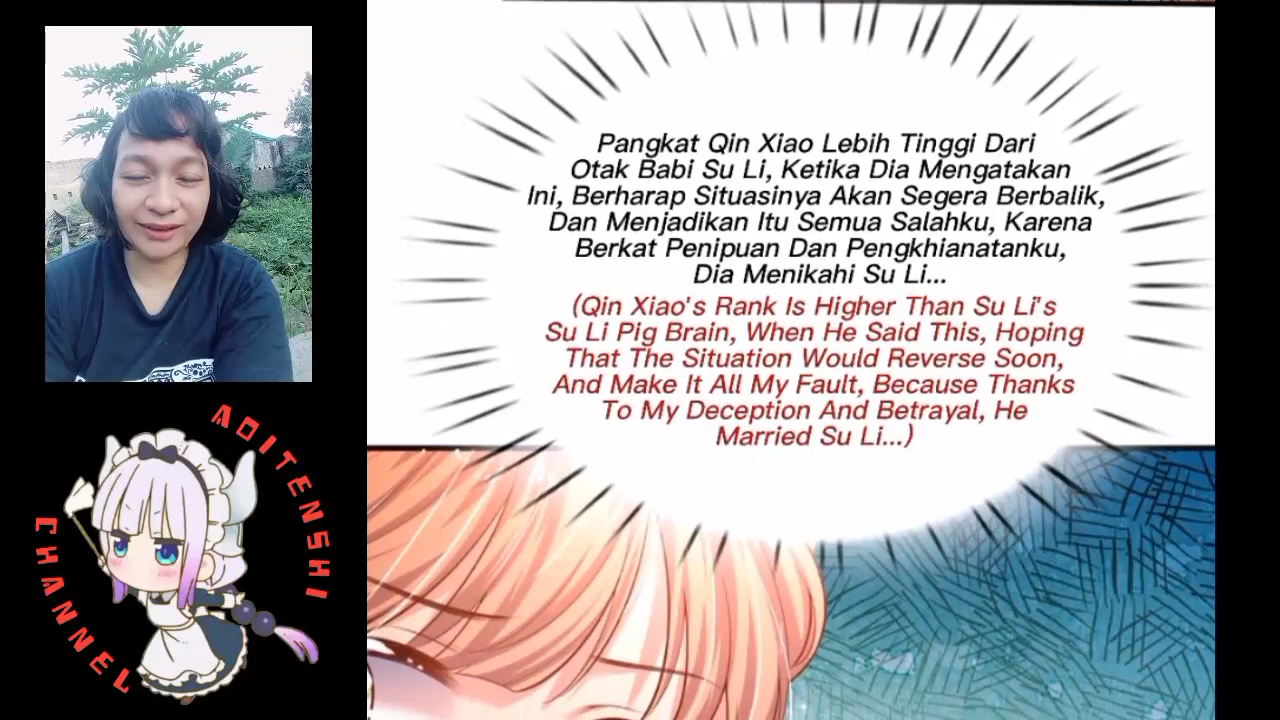 Pangkat Qin Xiao Lebih Tinggi Dari
Otak Babi Su Li, Ketika Dia Mengatakan
Ini, Berharap Situasinya Akan Segera Berbalik,
Dan Menjadikan Itu Semua Salahku, Karena
Berkat Penipuan Dan Pengkhianatanku,
Dia Menikahi Su Li...
(Qin Xiao's Rank Is Higher Than Su Li's
Su Li Pig Brain, When He Said This, Hoping
That The Situation Would Reverse Soon,
And Make It All My Fault, Because Thanks
To My Deception And Betrayal, He
Married Su Li...)
AOITENSHI
CHANNEL